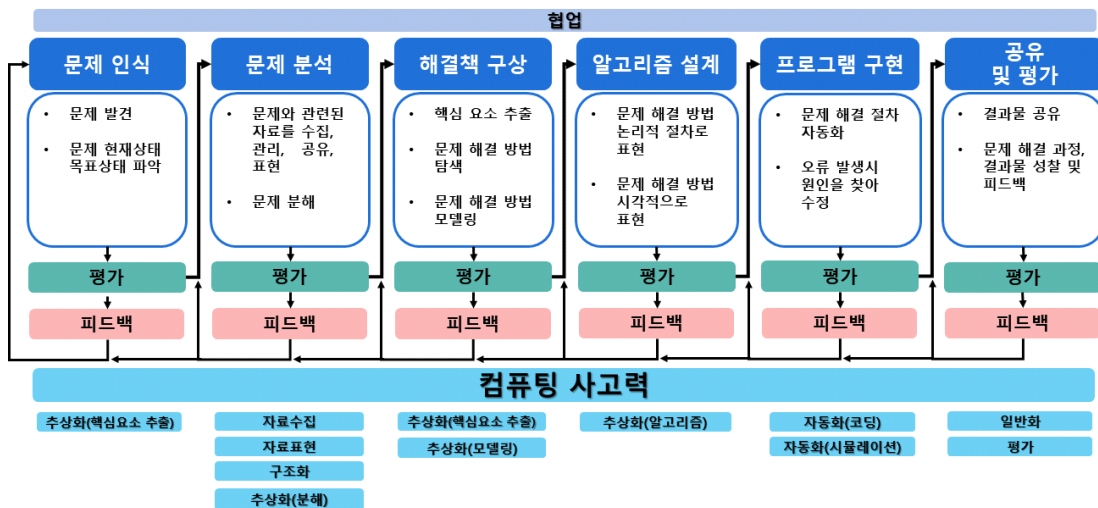 협업
문제 인식
문제 분석
해결책 구상
알고리즘 설계
프로그램 구현
공유
및 평가
• 문제 발견
• 문제 현재상태
목표상태 파악
• 문제와 관련된
자료를 수집,
관리, 공유,
표현
• 문제 분해
• 핵심 요소 추출
• 문제 해결 방법
탐색
• 문제 해결 방법
모델링
• 문제 해결 방법
논리적 절차로
표현
• 문제 해결 방법
시각적으로
표현
• 문제 해결 절차
자동화
• 오류 발생시
원인을 찾아
수정
• 결과물 공유
• 문제 해결 과정,
결과물 성찰 및
피드백
평가
평가
평가
평가
평가
평가
피드백
피드백
피드백
피드백
피드백
피드백
컴퓨팅 사고력
추상화(핵심요소 추출)
자료수집
자료표현
구조화
추상화(분해)
추상화(핵심요소 추출)
추상화(모델링)
추상화(알고리즘)
자동화(코딩)
자동화(시뮬레이션)
일반화
평가